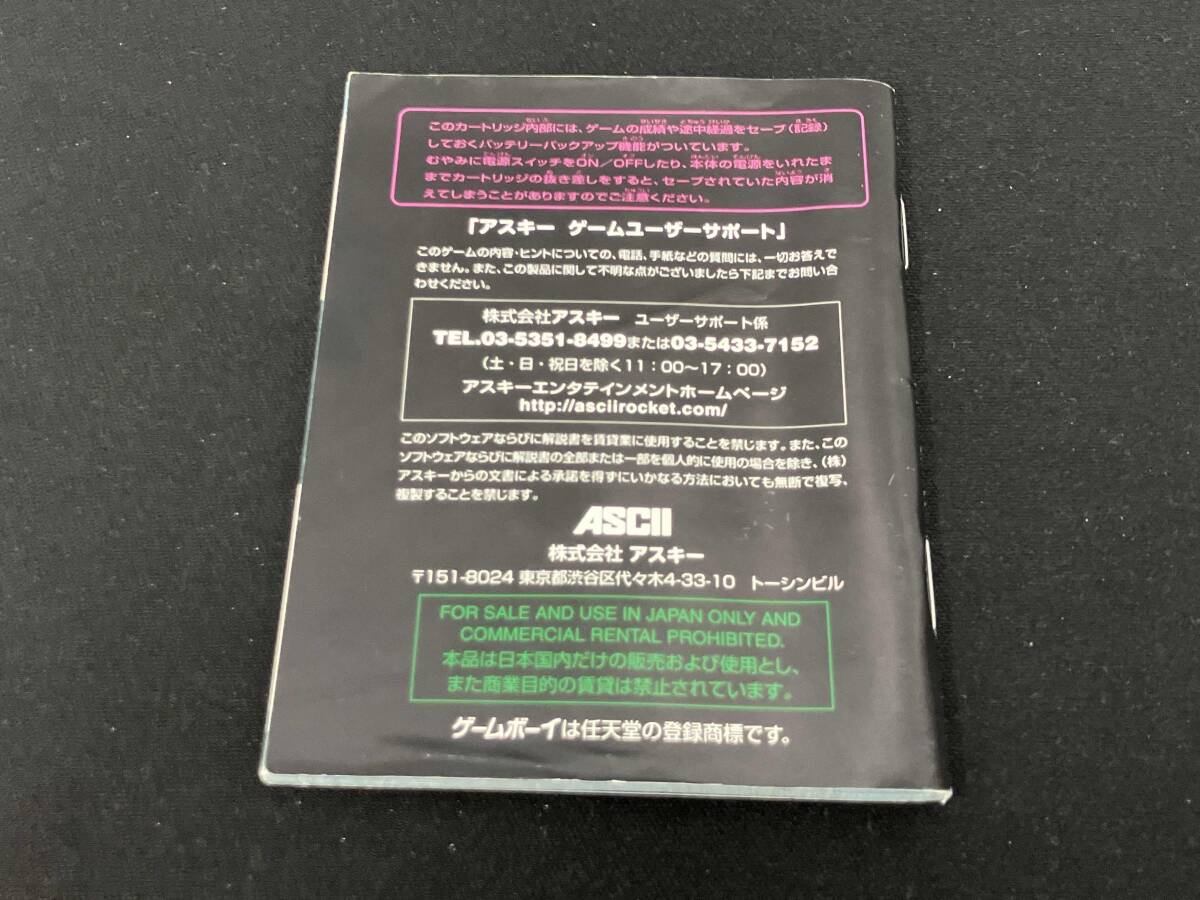 このカートリッジ内部には、ゲームの成績や途中経過をセーブ(記録)
しておくバッテリーバックアップ機能がついています。
むやみに電源スイッチをON/OFFしたり、本体の電源をいれたま
までカートリッジの抜き差しをすると、セーブされていた内容が消
えてしまうことがありますのでご注意ください。
「アスキー ゲームユーザーサポート」
このゲームの内容・ヒントについての、電話、手紙などの質問には、一切お答えで
きません。また、この製品に関して不明な点がございましたら下記までお問い合
わせください。
株式会社アスキー ユーザーサポート係
TEL.03-5351-8499または03-5433-7152
(土・日・祝日を除く11:00〜17:00)
アスキーエンタテインメントホームページ
http://asciirocket.com/
このソフトウェアならびに解説書を賃貸業に使用することを禁じます。また、この
ソフトウェアならびに解説書の全部または一部を個人的に使用の場合を除き、(株)
アスキーからの文書による承諾を得ずにいかなる方法においても無断で複写、
複製することを禁じます。
ASCII
株式会社 アスキー
〒151-8024 東京都渋谷区代々木4-33-10 トーシンビル
FOR SALE AND USE IN JAPAN ONLY AND
COMMERCIAL RENTAL PROHIBITED.
本品は日本国内だけの販売および使用とし、
また商業目的の賃貸は禁止されています。
ゲームボーイは任天堂の登録商標です。